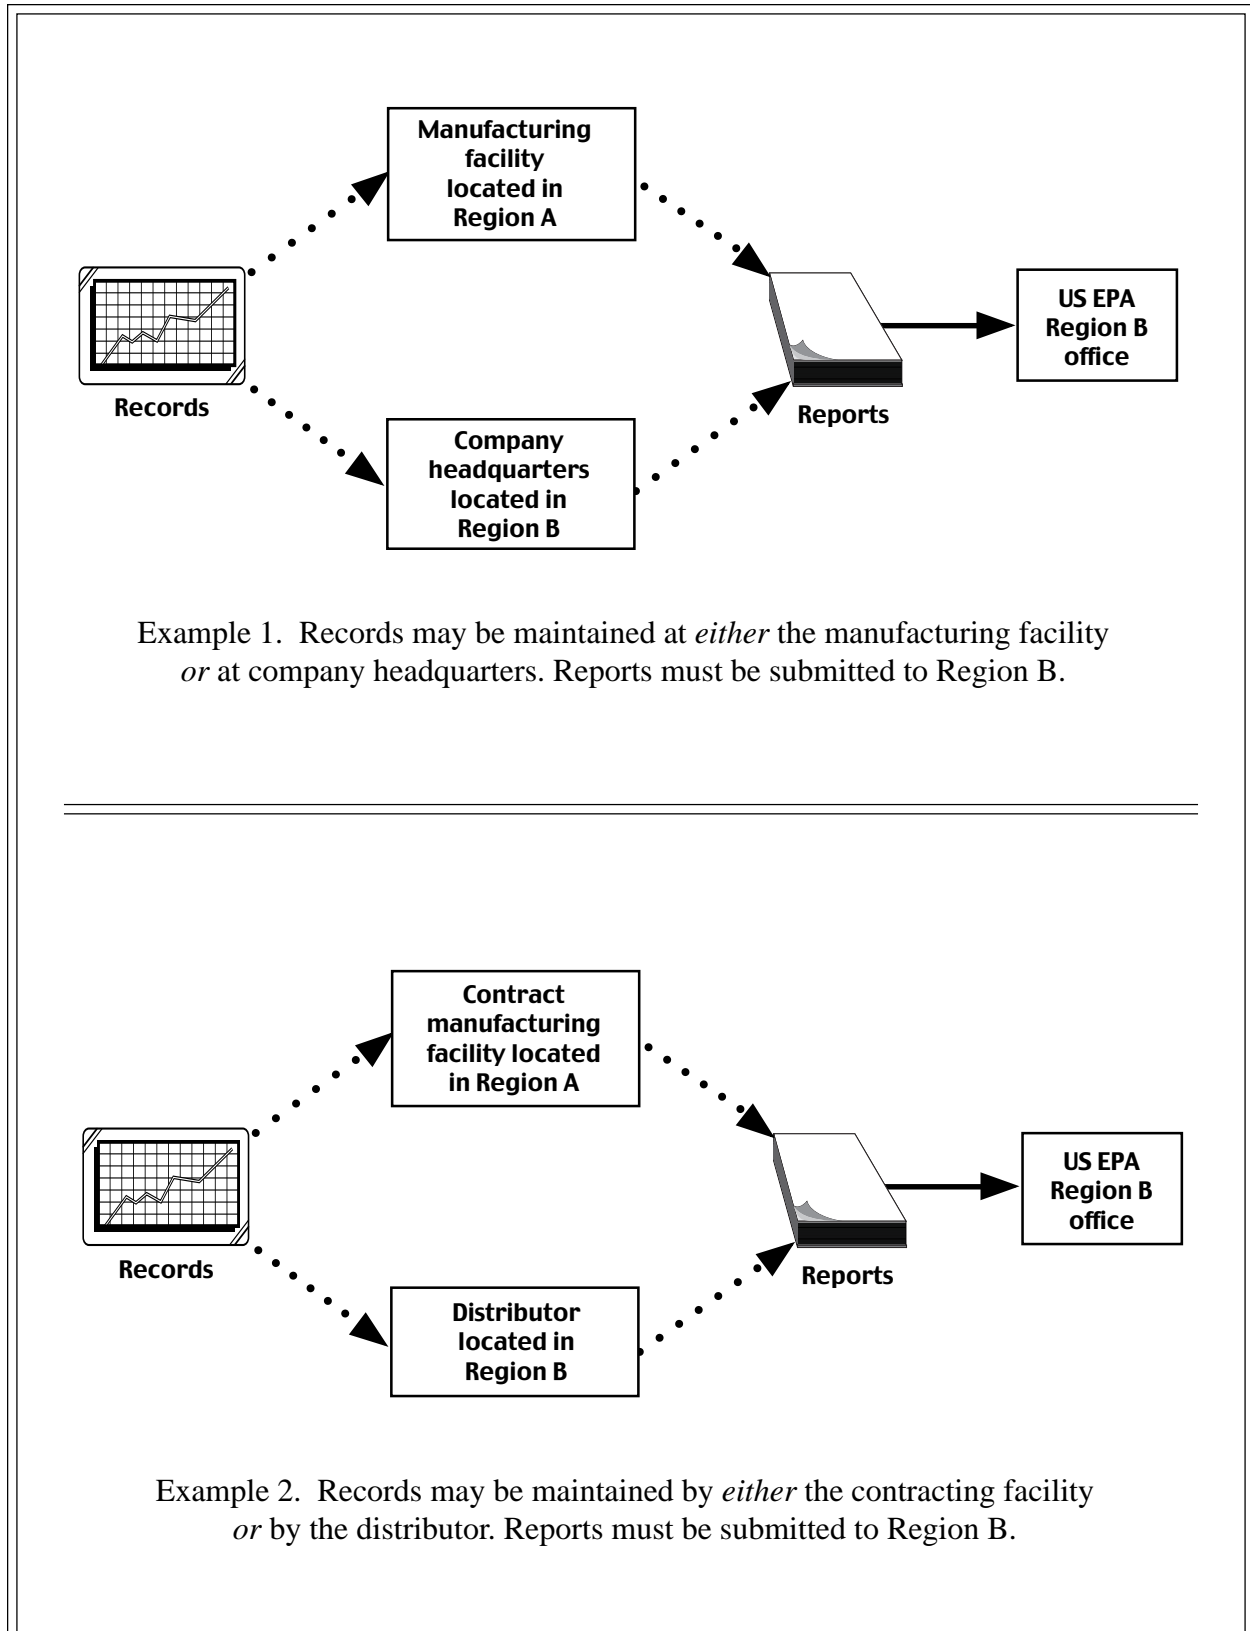 Manufacturing
facility
located in
Region A
Records
Company
headquarters
located in
Region B
Reports
US EPA
Region B
office
Example 1.  Records may be maintained at either the manufacturing facility
or at company headquarters. Reports must be submitted to Region B.
Contract
manufacturing
facility located
in Region A
Records
Distributor
located in
Region B
Reports
US EPA
Region B
office
Example 2.  Records may be maintained by either the contracting facility
or by the distributor. Reports must be submitted to Region B.